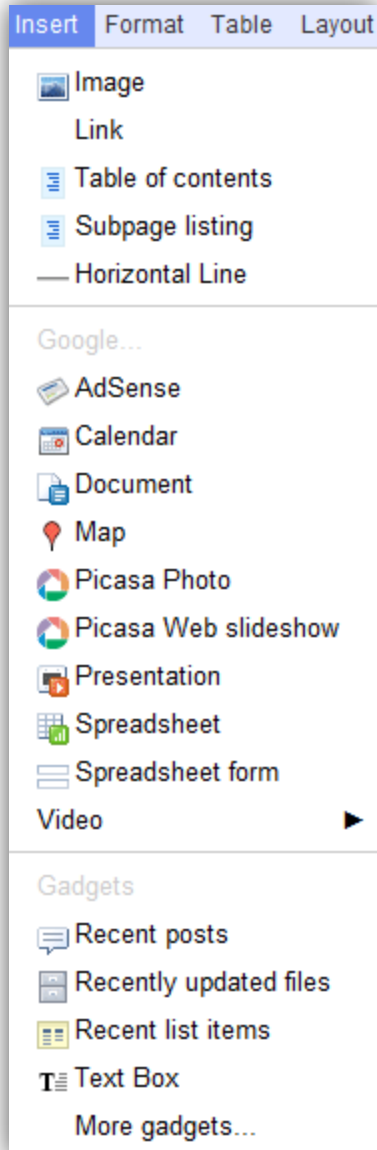 Insert Format Table Layout
Image
Link
Table of contents
Subpage listing
Horizontal Line
Google...
AdSense
Calendar
Document
Map
Picasa Photo
Picasa Web slideshow
Presentation
Spreadsheet
Spreadsheet form
Video
Gadgets
Recent posts
Recently updated files
Recent list items
Text Box
More gadgets...